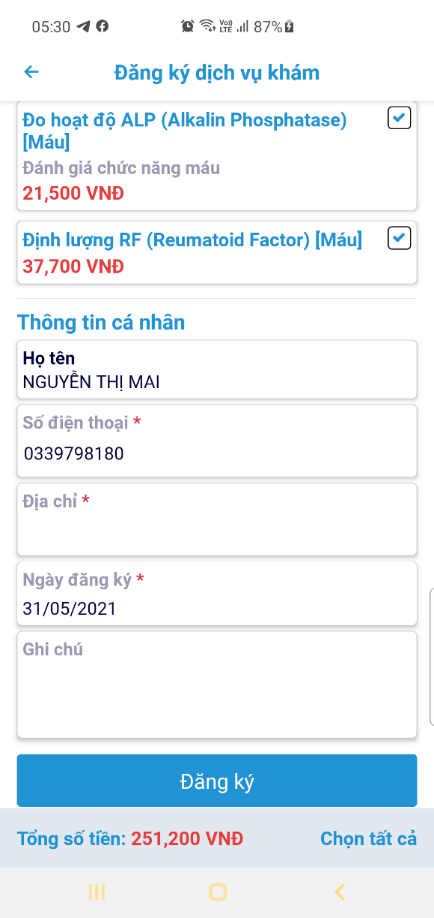 05:30 Vo)) LTE 87%
Đăng ký dịch vụ khám
Đo hoạt độ ALP (Alkalin Phosphatase)
[Máu]
Đánh giá chức năng máu
21,500 VNĐ
Định lượng RF (Reumatoid Factor) [Máu]
37,700 VNĐ
Thông tin cá nhân
Họ tên
NGUYỄN THỊ MAI
Số điện thoại *
0339798180
Địa chỉ *
Ngày đăng ký *
31/05/2021
Ghi chú
Đăng ký
Tổng số tiền: 251,200 VNĐ Chọn tất cả